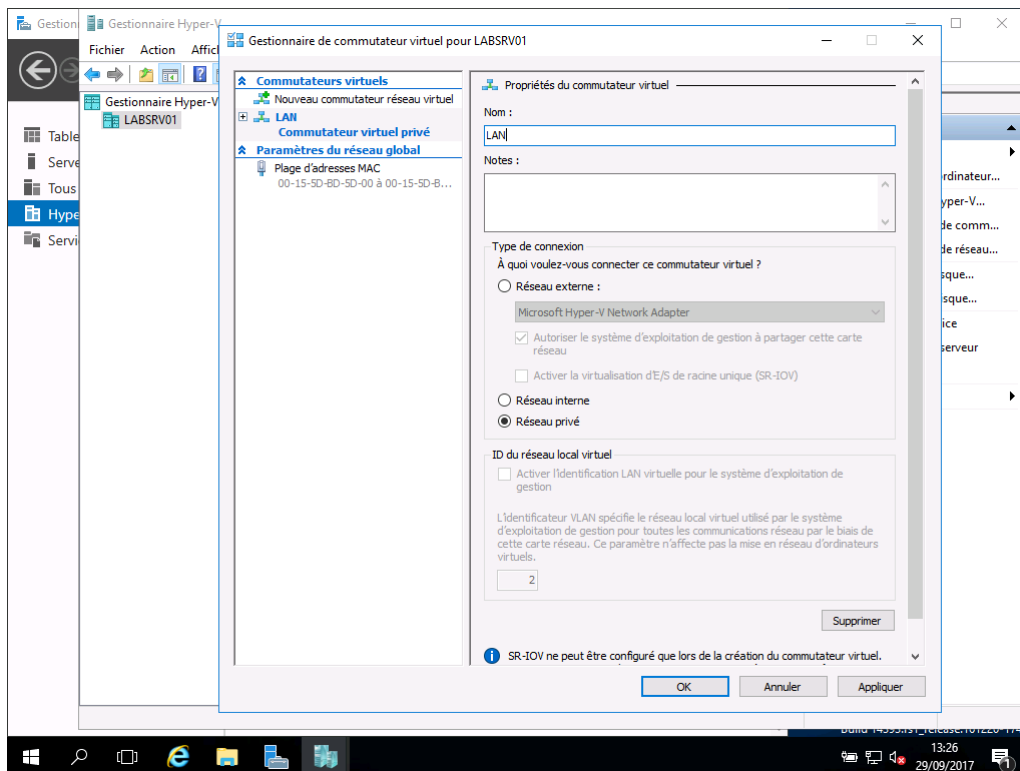 Gestion
Gestionnaire Hyper-V
Fichier Action Affic
Gestionnaire Hyper-V
LABSRV01
Table
Serve
Tous
Hype
Servi
Gestionnaire de commutateur virtuel pour LABSRV01
Commutateurs virtuels
Nouveau commutateur réseau virtuel
LAN
Commutateur virtuel privé
Paramètres du réseau global
Plage d'adresses MAC
00-15-5D-BD-5D-00 à 00-15-5D-B...
Propriétés du commutateur virtuel
Nom :
LAN
Notes :
Type de connexion
À quoi voulez-vous connecter ce commutateur virtuel ?
Réseau externe :
Microsoft Hyper-V Network Adapter
Autoriser le système d'exploitation de gestion à partager cette carte
réseau
Activer la virtualisation d'E/S de racine unique (SR-IOV)
Réseau interne
Réseau privé
ID du réseau local virtuel
Activer l'identification LAN virtuelle pour le système d'exploitation de
gestion
L'identificateur VLAN spécifie le réseau local virtuel utilisé par le système
d'exploitation de gestion pour toutes les communications réseau par le biais de
cette carte réseau. Ce paramètre n'affecte pas la mise en réseau d'ordinateurs
virtuels.
2
Supprimer
SR-IOV ne peut être configuré que lors de la création du commutateur virtuel.
OK Annuler Appliquer
rdinateur...
yper-V...
de comm...
de réseau...
sque...
isque...
ice
serveur
13:26
29/09/2017
1